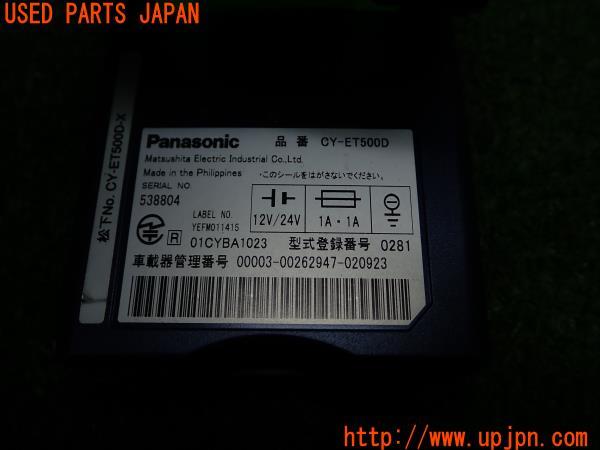 USED PARTS JAPAN
松下No. CY-ET500D-X
Panasonic 品番 CY-ET500D
Matsushita Electric Industrial Co.,Ltd.
Made in the Philippines ・このシールをはがさないでください。
SERIAL NO.
538804
LABEL NO.
YEFM011415
12V/24V 1A・1A
R 01CYBA1023 型式登録番号 0281
車載器管理番号 00003-00262947-020923
http://www.upjpn.com